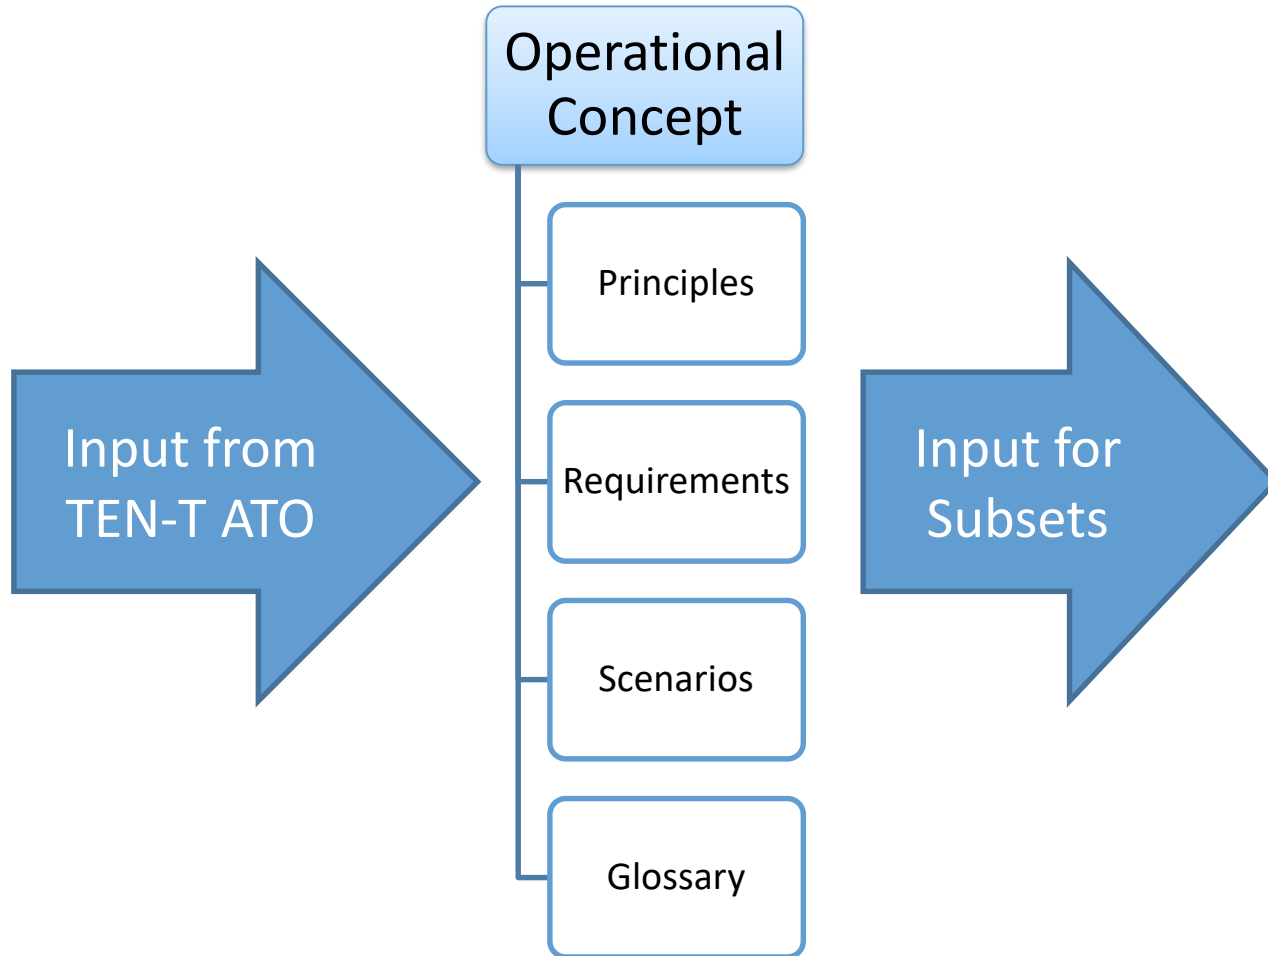 Operational
Concept
Principles
Input from
TEN-T ATO
Requirements
Input for
Subsets
Scenarios
Glossary